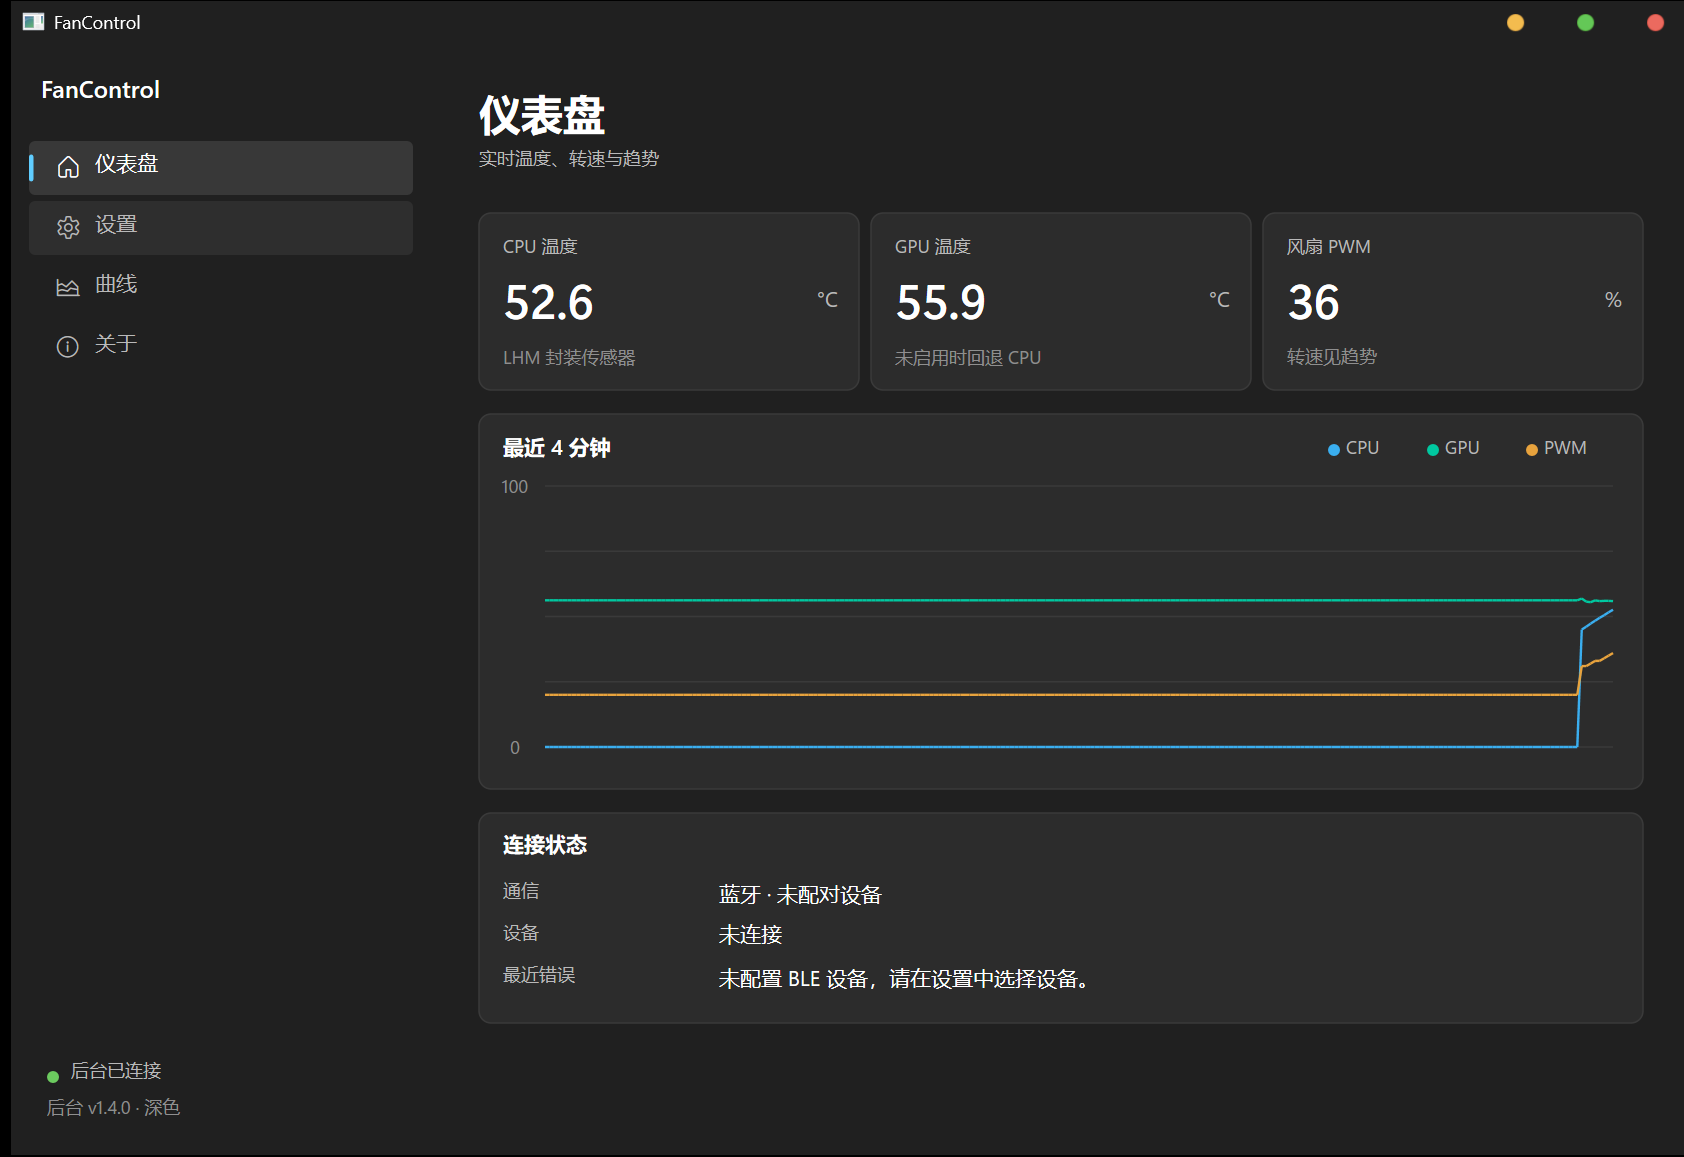 FanControl
FanControl
仪表盘
设置
曲线
关于
后台已连接
后台 v1.4.0 · 深色
仪表盘
实时温度、转速与趋势
CPU 温度
52.6 °C
LHM 封装传感器
GPU 温度
55.9 °C
未启用时回退 CPU
风扇 PWM
36 %
转速见趋势
最近 4 分钟
CPU GPU PWM
100
0
连接状态
通信 蓝牙 · 未配对设备
设备 未连接
最近错误 未配置 BLE 设备，请在设置中选择设备。